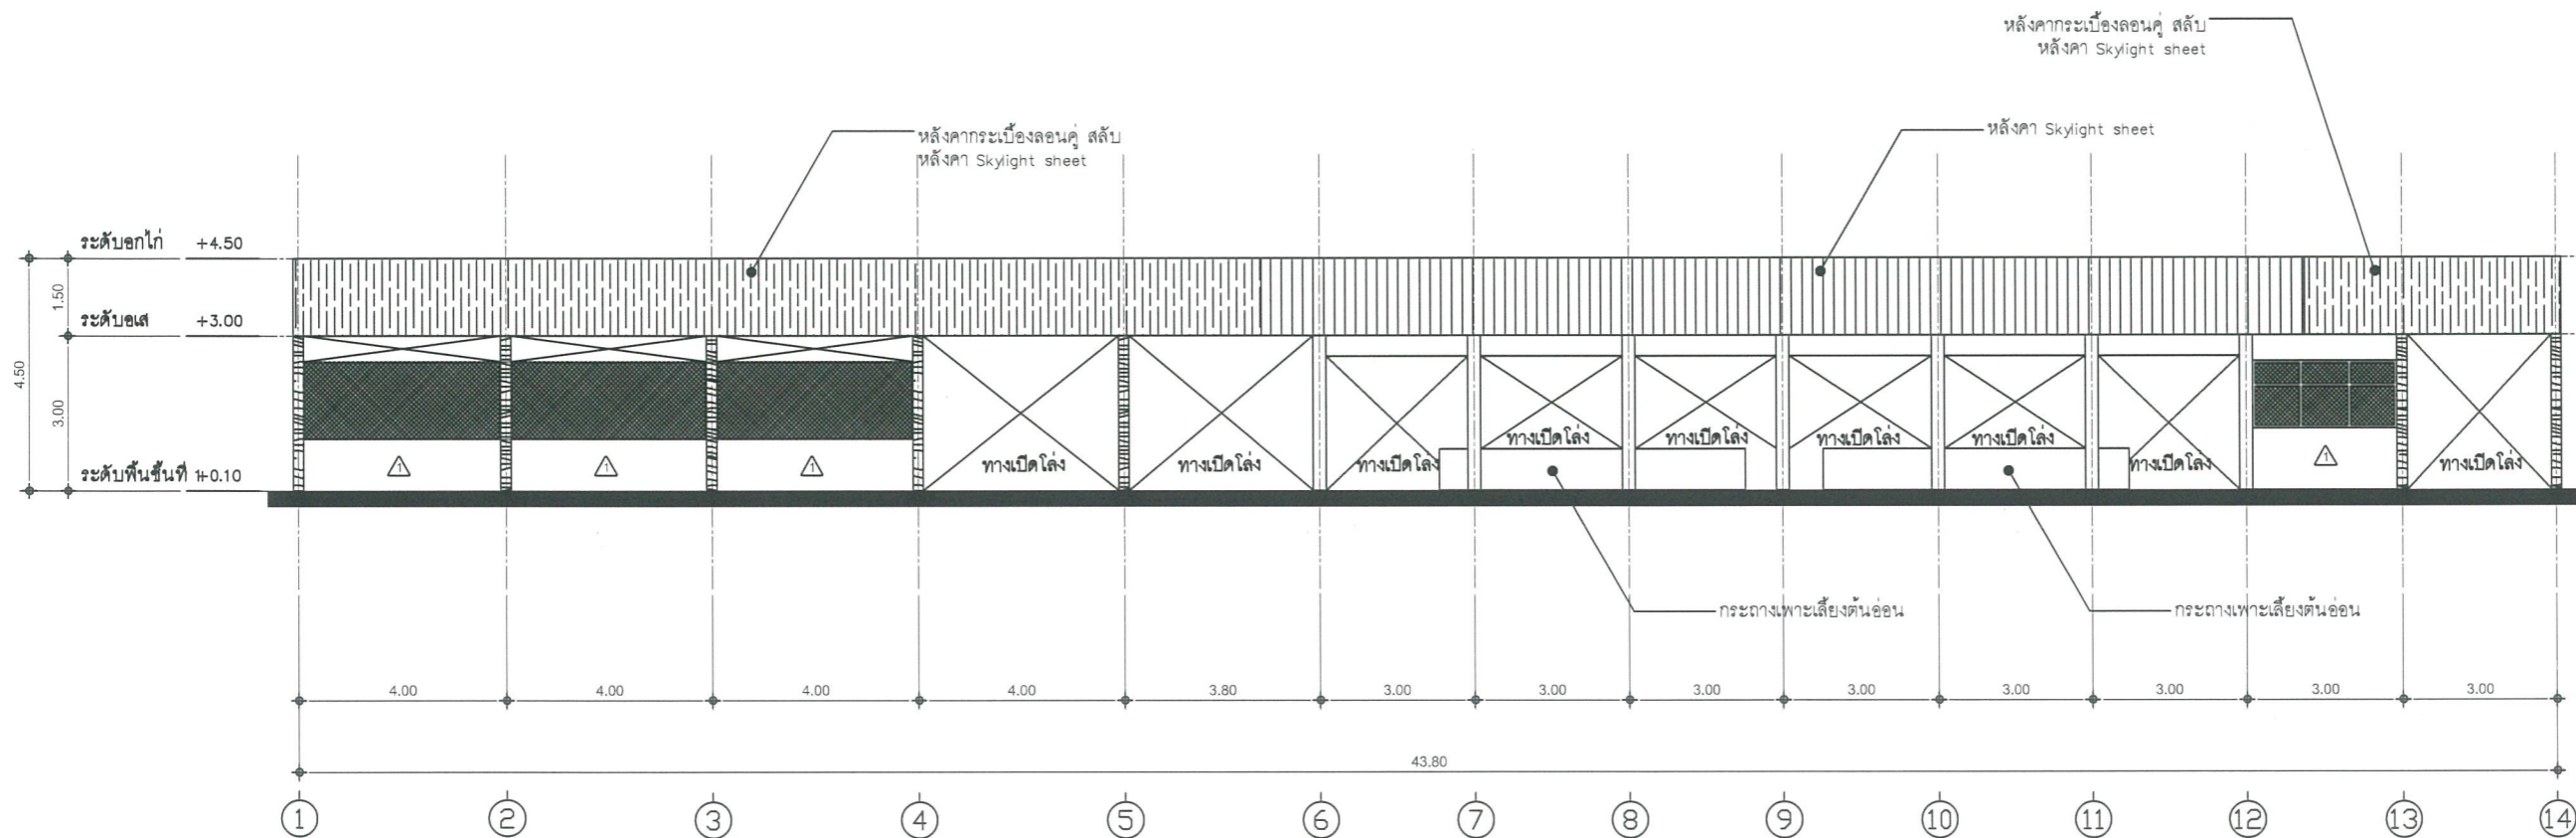 หลังคากระเบื้องลอนคู่ สลับ
หลังคา Skylight sheet
หลังคากระเบื้องลอนคู่ สลับ
หลังคา Skylight sheet
หลังคา Skylight sheet
ระดับอกไก่ +4.50
ระดับอเส +3.00
ระดับพื้นชั้นที่ 1 +0.10
4.50
1.50
3.00
1 1 1 1
ทางเปิดโล่ง ทางเปิดโล่ง ทางเปิดโล่ง ทางเปิดโล่ง ทางเปิดโล่ง ทางเปิดโล่ง ทางเปิดโล่ง ทางเปิดโล่ง ทางเปิดโล่ง
กระถางเพาะเลี้ยงต้นอ่อน กระถางเพาะเลี้ยงต้นอ่อน
4.00 4.00 4.00 4.00 3.80 3.00 3.00 3.00 3.00 3.00 3.00 3.00 3.00
43.80
1 2 3 4 5 6 7 8 9 10 11 12 13 14